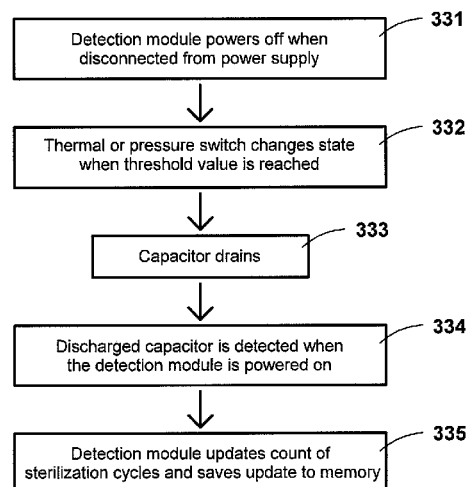 331
Detection module powers off when
disconnected from power supply
332
Thermal or pressure switch changes state
when threshold value is reached
333
Capacitor drains
334
Discharged capacitor is detected when
the detection module is powered on
335
Detection module updates count of
sterilization cycles and saves update to memory